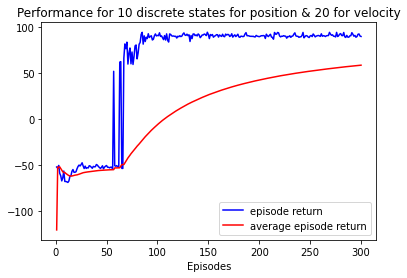 Performance for 10 discrete states for position & 20 for velocity
100
50
0
−50
−100
0 50 100 150 200 250 300
Episodes
episode return
average episode return